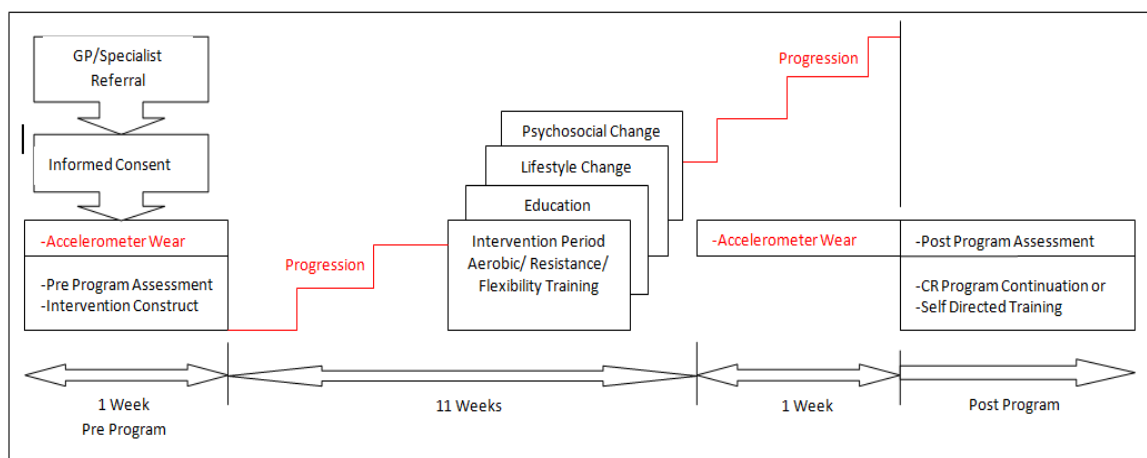 GP/Specialist
Referral
Informed Consent
-Accelerometer Wear
-Pre Program Assessment
-Intervention Construct
Progression
Psychosocial Change
Lifestyle Change
Education
Intervention Period
Aerobic/ Resistance/
Flexibility Training
Progression
-Accelerometer Wear
-Post Program Assessment
-CR Program Continuation or
-Self Directed Training
1 Week
Pre Program
11 Weeks
1 Week
Post Program